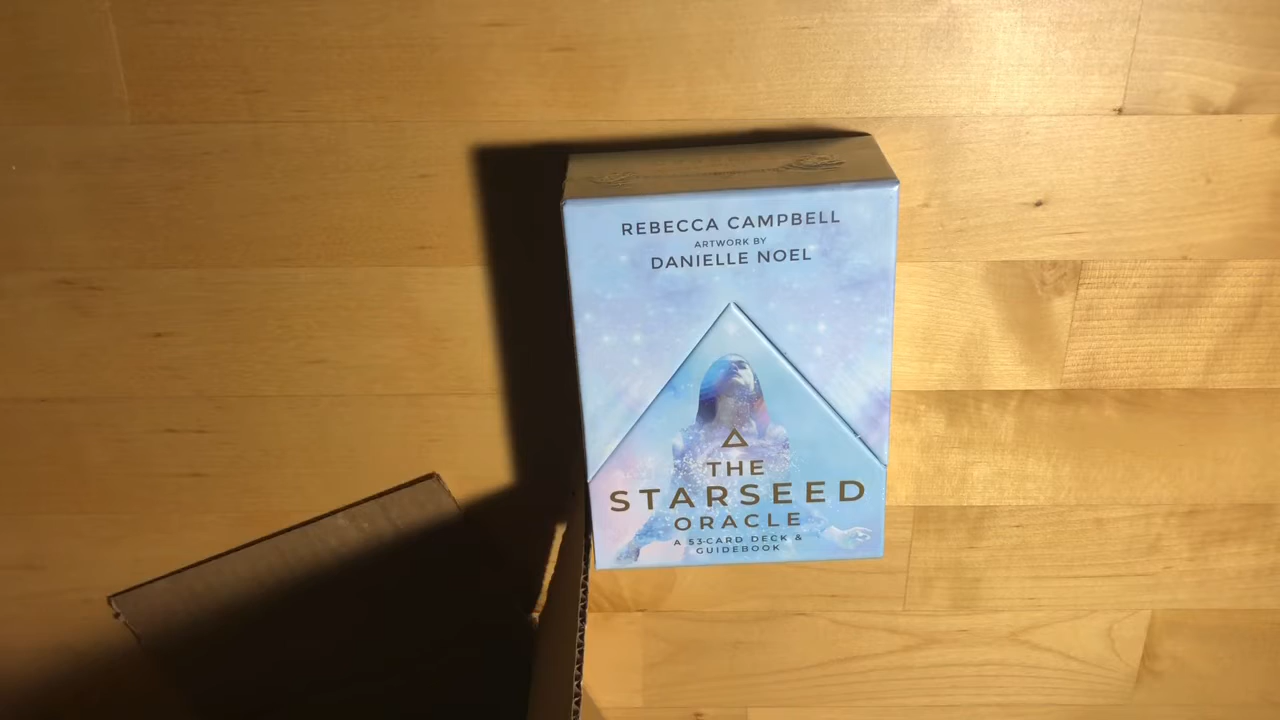 REBECCA CAMPBELL
ARTWORK BY
DANIELLE NOEL
THE
STARSEED
ORACLE
A 53-CARD DECK &
GUIDEBOOK